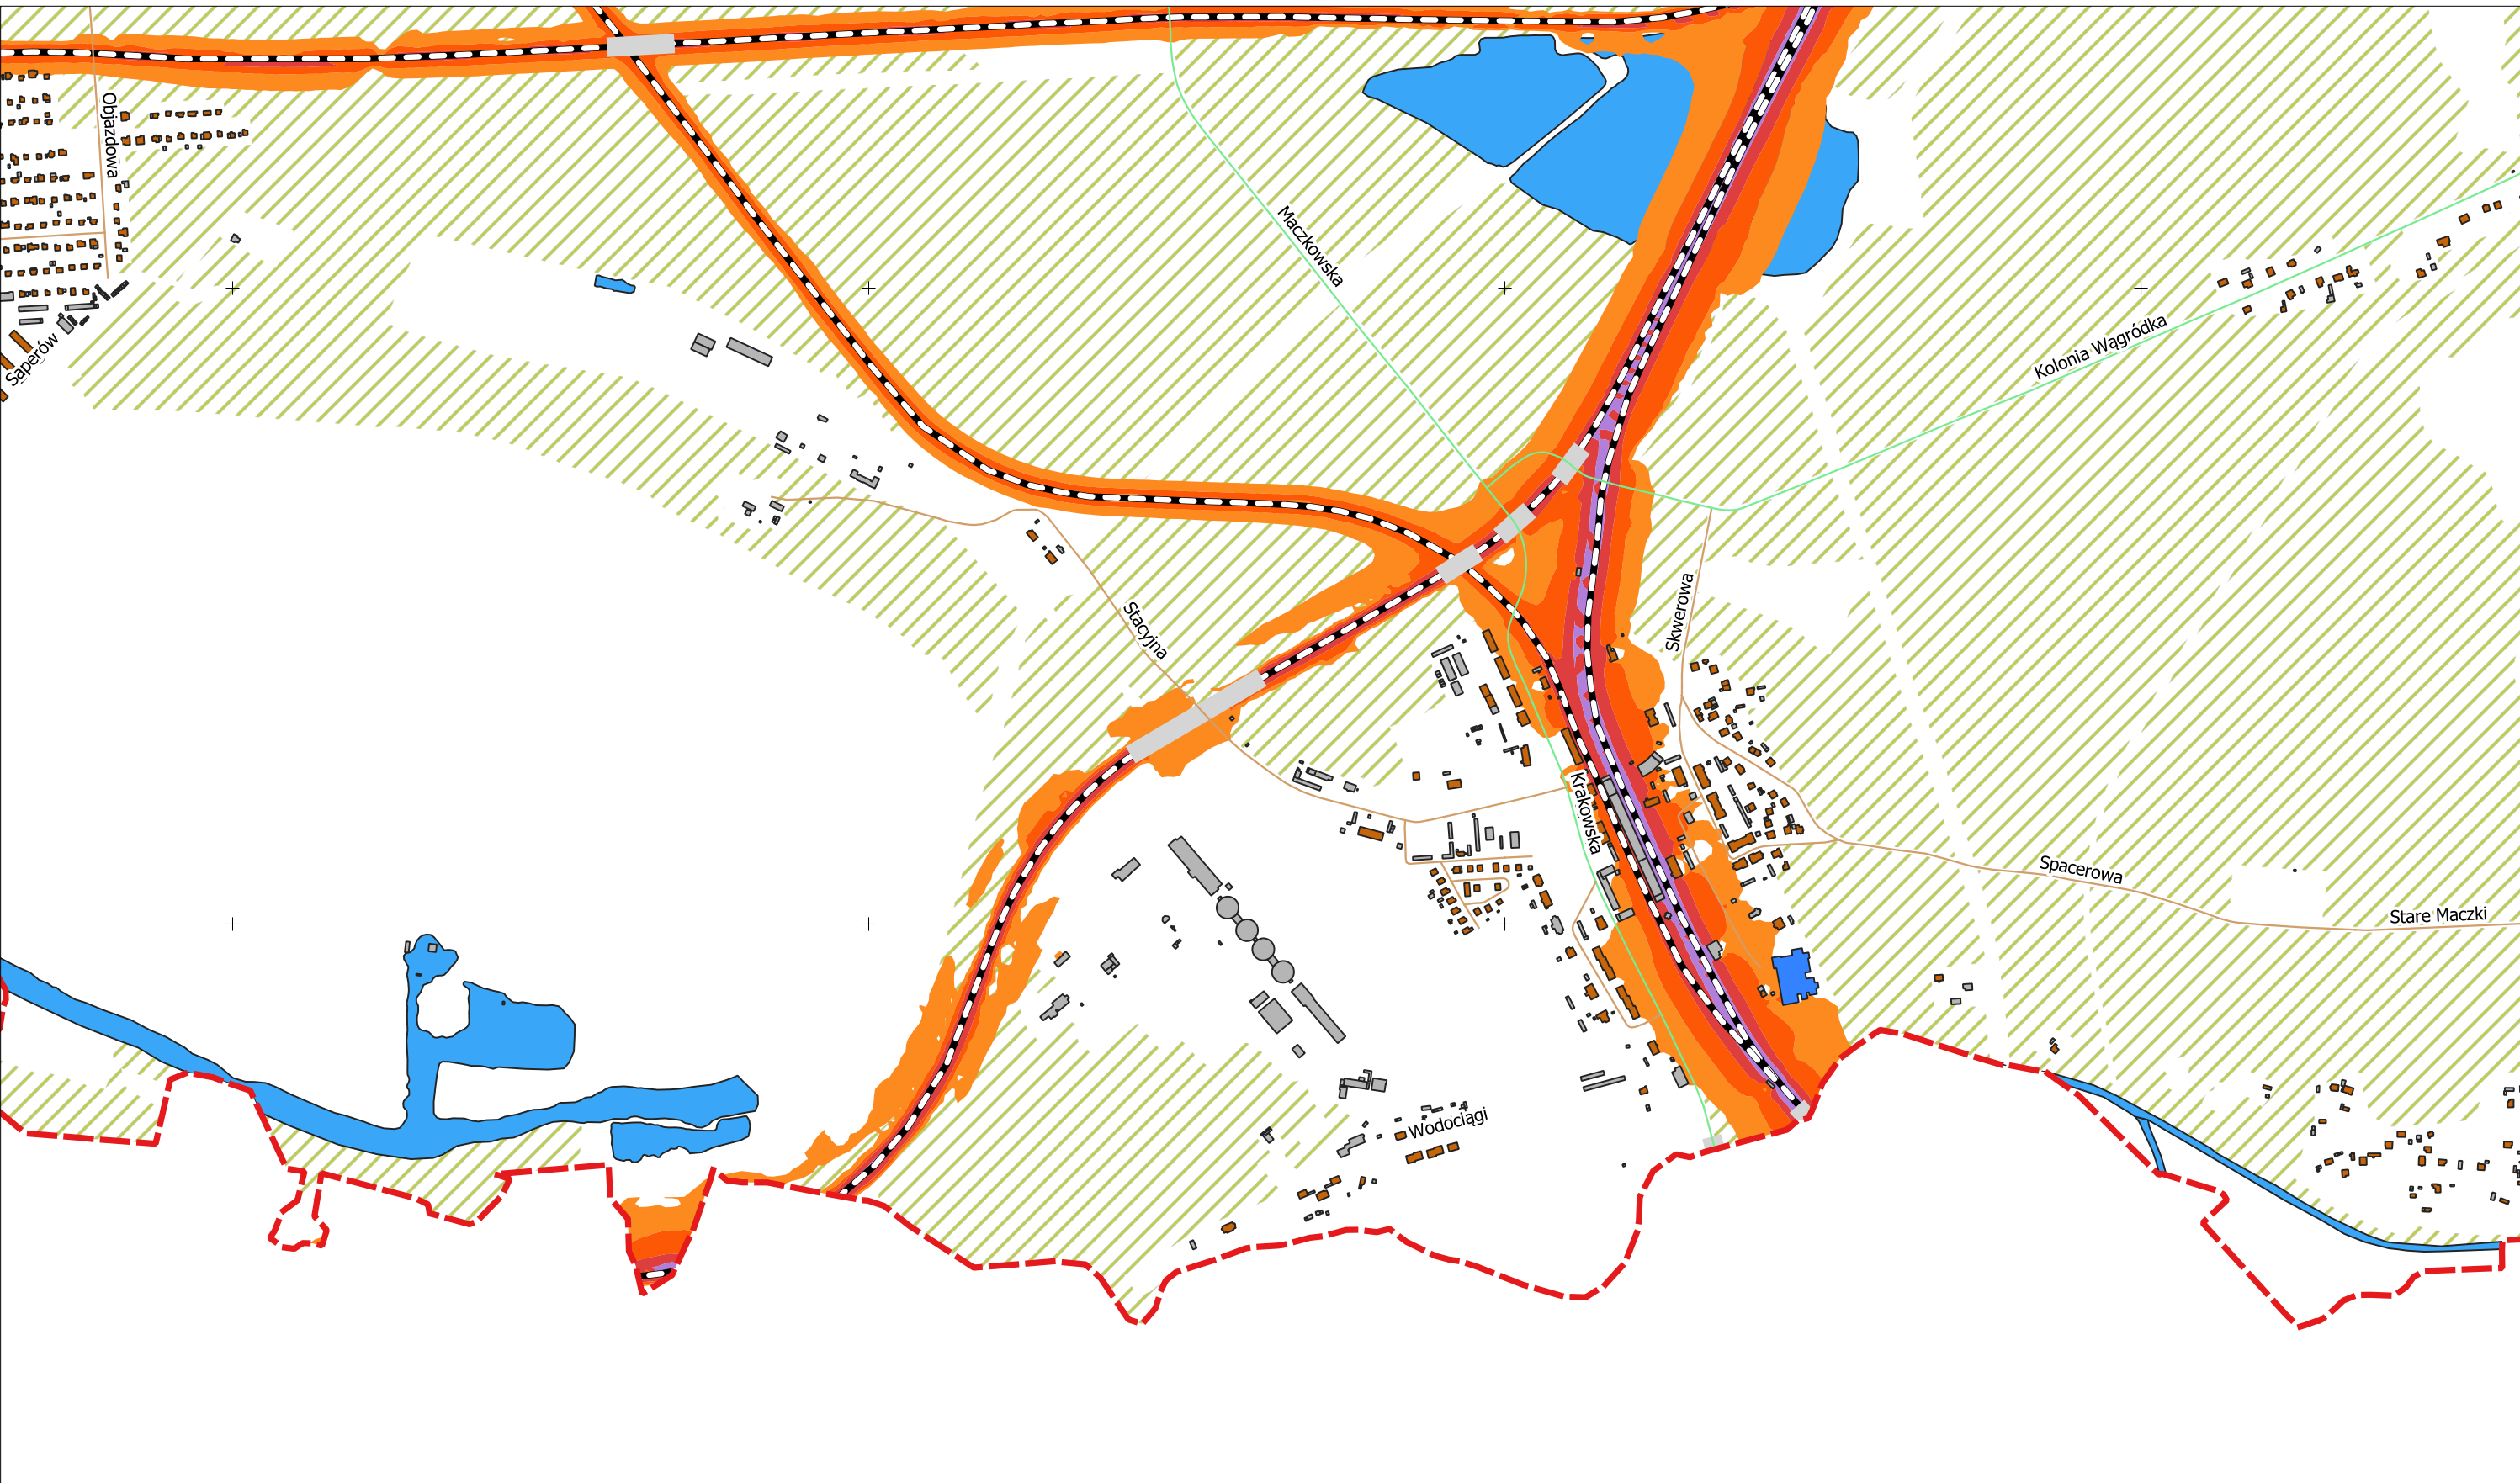 Objazdowa
Maczkowska
Saperów
Kolonia Wągródka
Skwerowa
Stacyjna
Krakowska
Spacerowa
Stare Maczki
Wodociągi